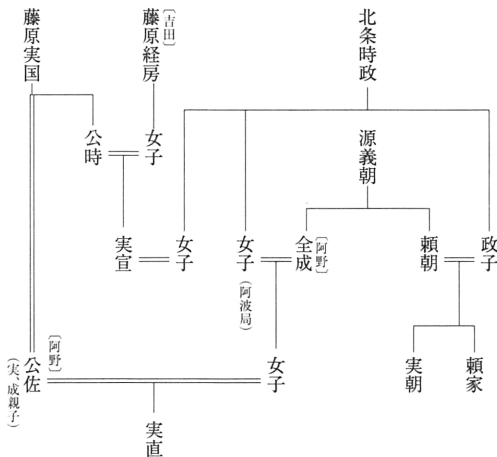 北条時政
源義朝
政子
頼朝
〔阿野〕
全成
女子
(阿波局)
女子
頼家
実朝
女子
〔吉田〕
藤原経房
女子
藤原実国
公時
実宣
〔阿野〕
公佐
(実、成親子)
実直